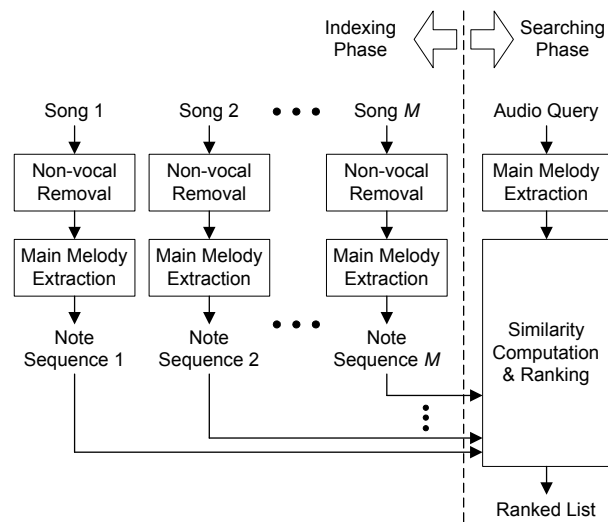 Indexing
Phase
Searching
Phase
Song 1
Song 2
Song M
Audio Query
Non-vocal
Removal
Non-vocal
Removal
Non-vocal
Removal
Main Melody
Extraction
Main Melody
Extraction
Main Melody
Extraction
Main Melody
Extraction
Note
Sequence 1
Note
Sequence 2
Note
Sequence M
Similarity
Computation
& Ranking
Ranked List